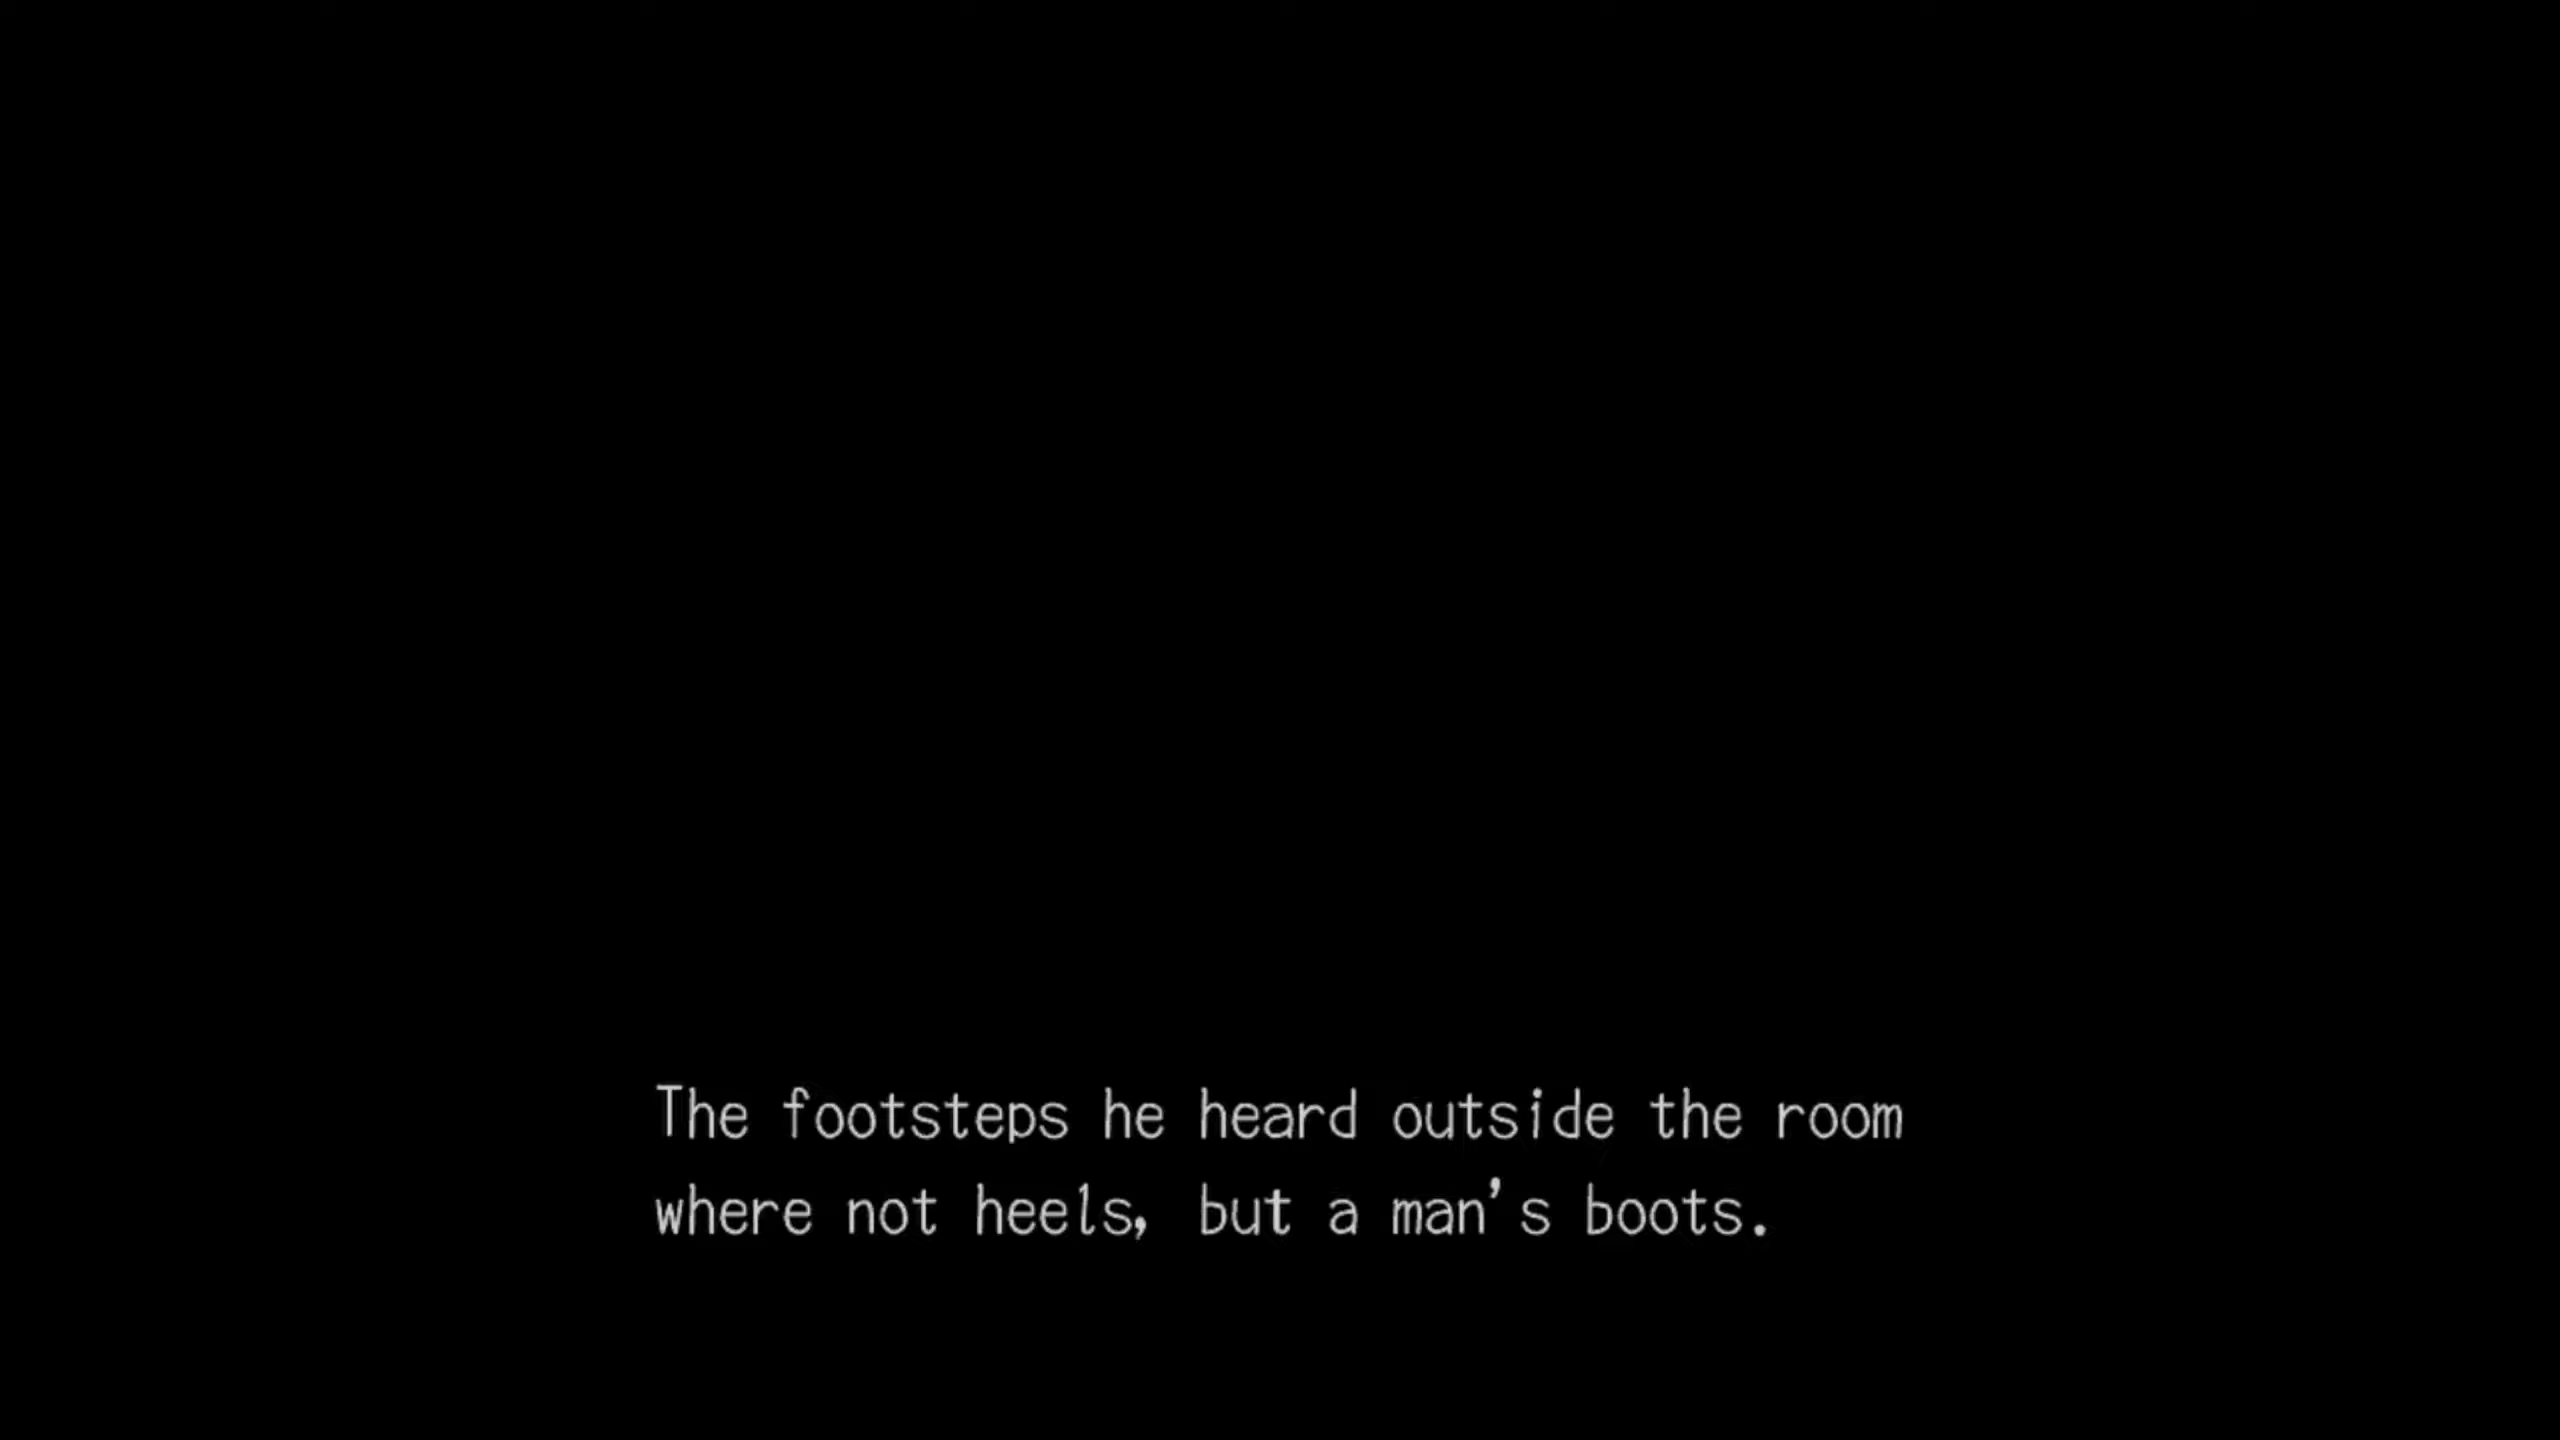 The footsteps he heard outside the room
where not heels, but a man's boots.